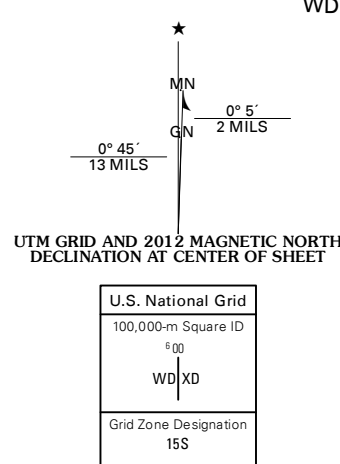 WD
★
MN
0° 5´
2 MILS
GN
0° 45´
13 MILS
UTM GRID AND 2012 MAGNETIC NORTH
DECLINATION AT CENTER OF SHEET
U.S. National Grid
100,000-m Square ID
⁶00
WD XD
Grid Zone Designation
15S